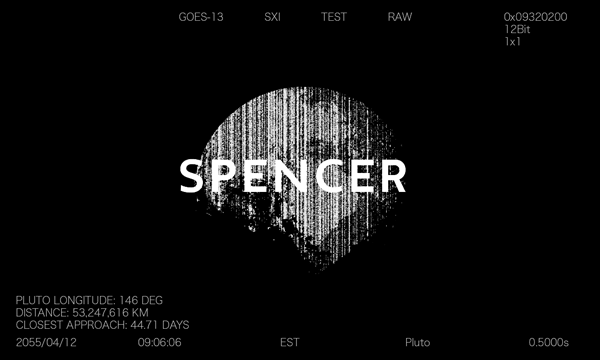 GOES-13 SXI TEST RAW 0x09320200
12Bit
1x1
SPENCER
PLUTO LONGITUDE: 146 DEG
DISTANCE: 53,247,616 KM
CLOSEST APPROACH: 44.71 DAYS
2055/04/12 09:06:06 EST Pluto 0.5000s